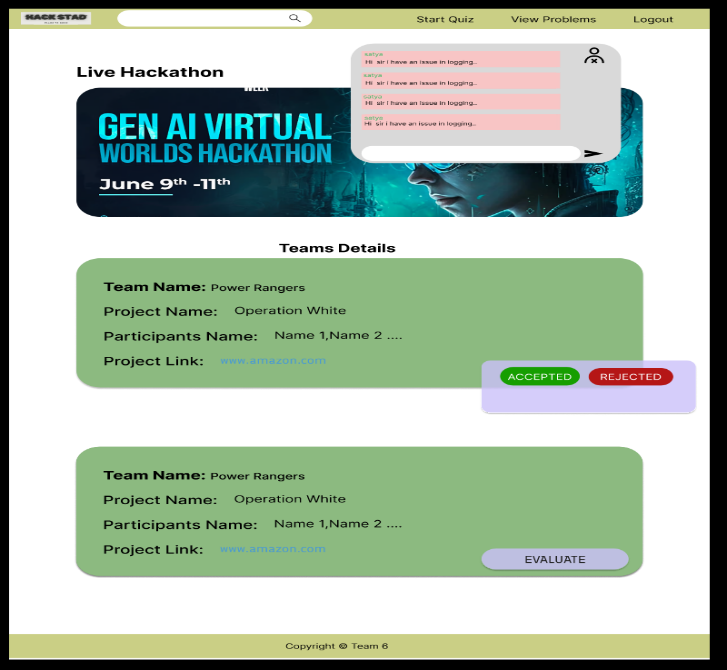 HACK STAD
Start Quiz View Problems Logout
satya
Hi sir i have an issue in logging..
satya
Hi sir i have an issue in logging..
satya
Hi sir i have an issue in logging..
satya
Hi sir i have an issue in logging..
Live Hackathon
WEEK
GEN AI VIRTUAL
WORLDS HACKATHON
June 9th -11th
Teams Details
Team Name: Power Rangers
Project Name: Operation White
Participants Name: Name 1,Name 2 ....
Project Link: www.amazon.com
ACCEPTED REJECTED
Team Name: Power Rangers
Project Name: Operation White
Participants Name: Name 1,Name 2 ....
Project Link: www.amazon.com
EVALUATE
Copyright © Team 6